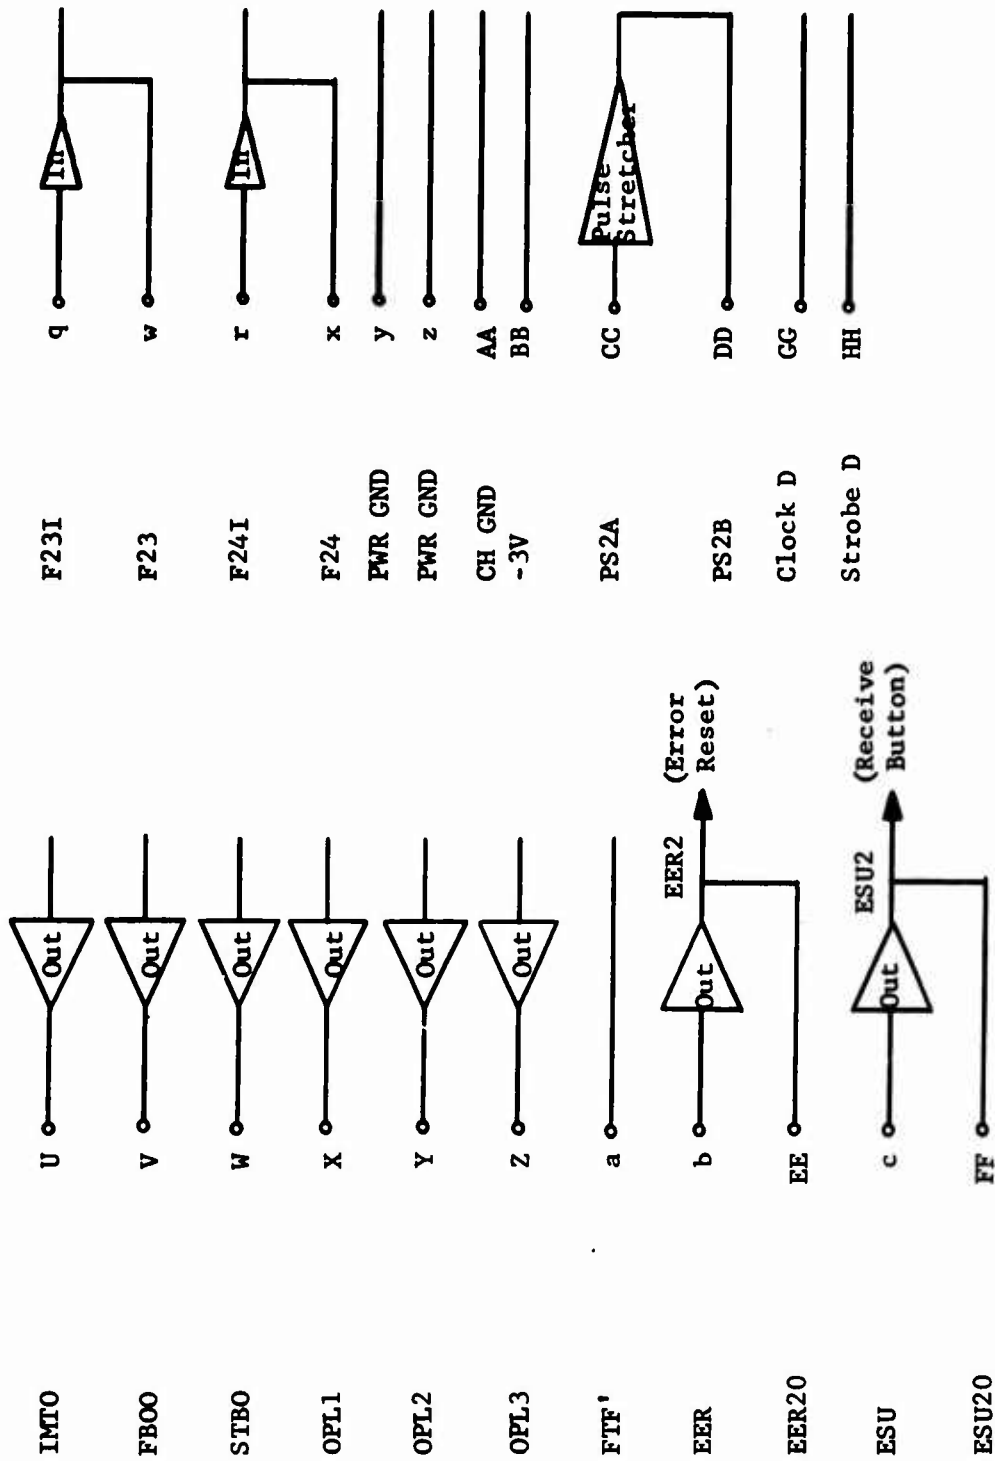 IMTO U Out
FBOO V Out
STBO W Out
OPL1 X Out
OPL2 Y Out
OPL3 Z Out
FTF' a
EER b Out EER2 (Error
Reset)
EER20 EE
ESU c Out ESU2 (Receive
Button)
ESU20 FF
F23I q In
F23 w
F24I r In
F24 x
PWR GND y
PWR GND z
CH GND AA
-3V BB
PS2A CC Pulse
Stretcher
PS2B DD
Clock D GG
Strobe D HH